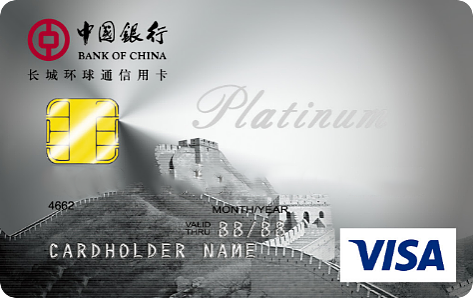 中國銀行
BANK OF CHINA
长城环球通信用卡
Platinum
4662
MONTH/YEAR
VALID THRU 88/88
CARDHOLDER NAME
VISA